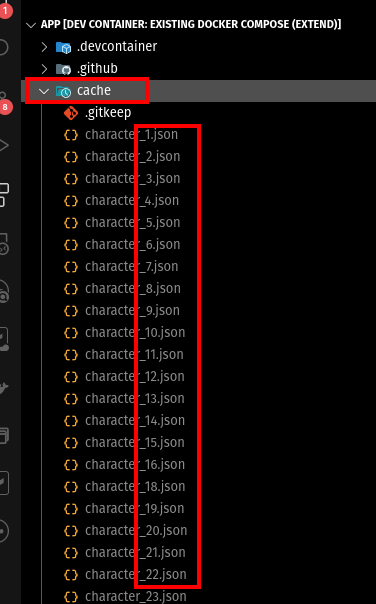 1
8
APP [DEV CONTAINER: EXISTING DOCKER COMPOSE (EXTEND)]
.devcontainer
.github
cache
.gitkeep
{} character_1.json
{} character_2.json
{} character_3.json
{} character_4.json
{} character_5.json
{} character_6.json
{} character_7.json
{} character_8.json
{} character_9.json
{} character_10.json
{} character_11.json
{} character_12.json
{} character_13.json
{} character_14.json
{} character_15.json
{} character_16.json
{} character_18.json
{} character_19.json
{} character_20.json
{} character_21.json
{} character_22.json
{} character_23.json